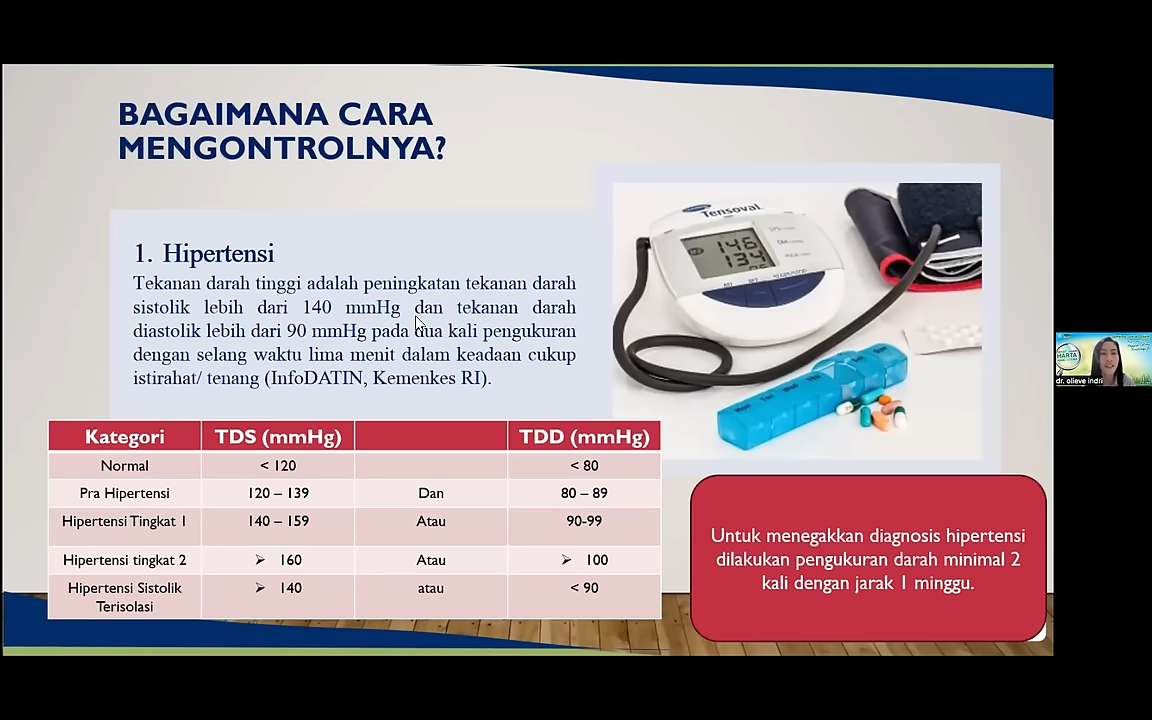 BAGAIMANA CARA
MENGONTROLNYA?
1. Hipertensi
Tekanan darah tinggi adalah peningkatan tekanan darah
sistolik lebih dari 140 mmHg dan tekanan darah
diastolik lebih dari 90 mmHg pada dua kali pengukuran
dengan selang waktu lima menit dalam keadaan cukup
istirahat/ tenang (InfoDATIN, Kemenkes RI).
Tensoval
146
134
Kategori TDS (mmHg) TDD (mmHg)
Normal < 120 < 80
Pra Hipertensi 120 – 139 Dan 80 – 89
Hipertensi Tingkat 1 140 – 159 Atau 90-99
Hipertensi tingkat 2 ➢ 160 Atau ➢ 100
Hipertensi Sistolik
Terisolasi ➢ 140 atau < 90
Untuk menegakkan diagnosis hipertensi
dilakukan pengukuran darah minimal 2
kali dengan jarak 1 minggu.
HARTA
dr. olieve indri